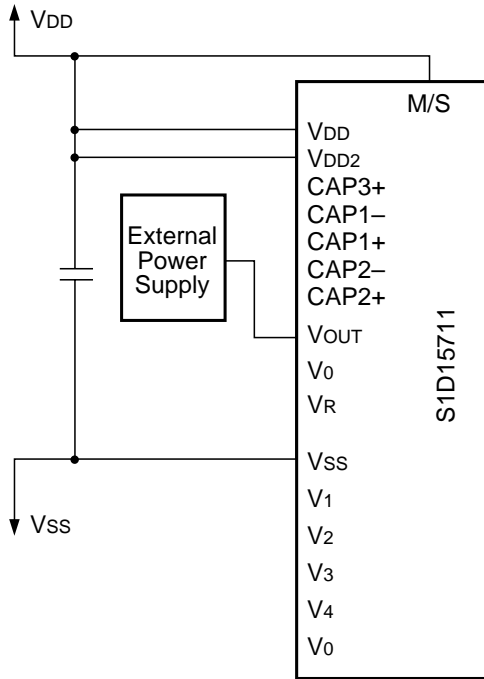 VDD
M/S
VDD
VDD2
CAP3+
CAP1–
CAP1+
CAP2–
CAP2+
External
Power
Supply
VOUT
V0
VR
S1D15711
VSS
VSS
V1
V2
V3
V4
V0